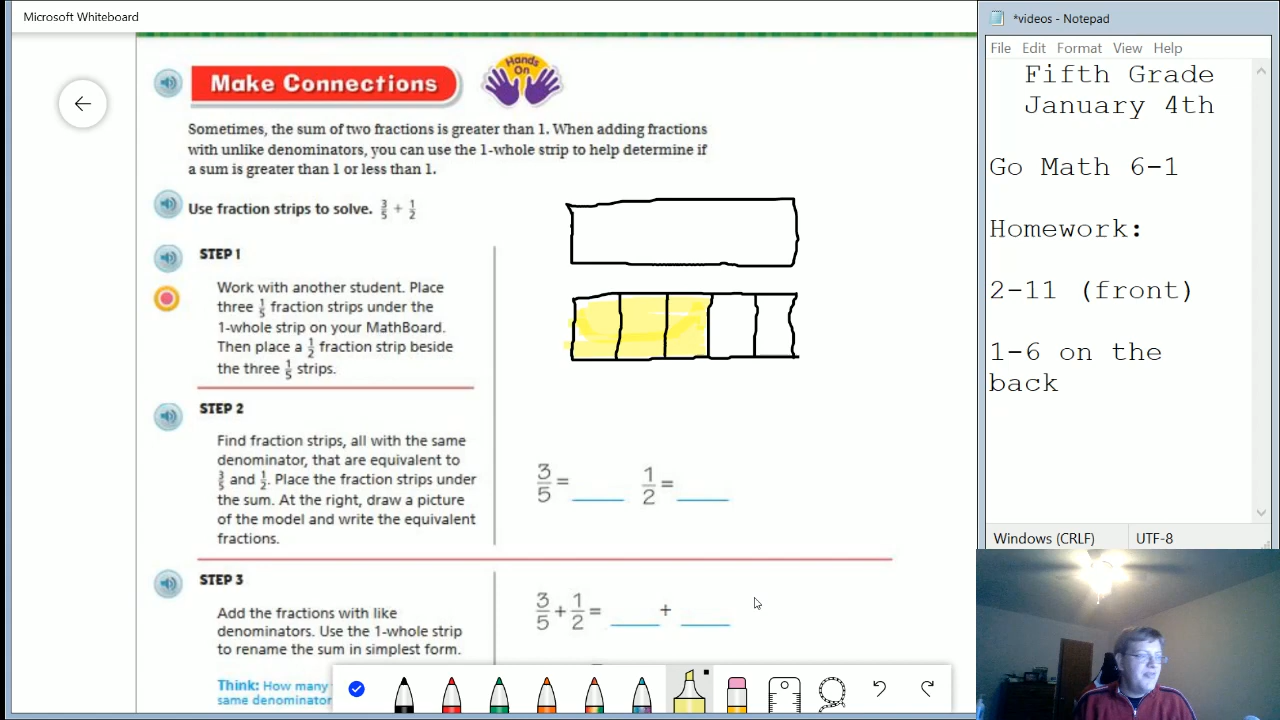 Microsoft Whiteboard
Make Connections
Hands
On
Sometimes, the sum of two fractions is greater than 1. When adding fractions
with unlike denominators, you can use the 1-whole strip to help determine if
a sum is greater than 1 or less than 1.
Use fraction strips to solve. 3/5 + 1/2
STEP 1
Work with another student. Place
three 1/5 fraction strips under the
1-whole strip on your MathBoard.
Then place a 1/2 fraction strip beside
the three 1/5 strips.
STEP 2
Find fraction strips, all with the same
denominator, that are equivalent to
3/5 and 1/2. Place the fraction strips under
the sum. At the right, draw a picture
of the model and write the equivalent
fractions.
3/5 = ____ 1/2 = ____
STEP 3
Add the fractions with like
denominators. Use the 1-whole strip
to rename the sum in simplest form.
3/5 + 1/2 = ____ + ____
Think: How many
same denominator
*videos - Notepad
File Edit Format View Help
Fifth Grade
January 4th
Go Math 6-1
Homework:
2-11 (front)
1-6 on the
back
Windows (CRLF) UTF-8